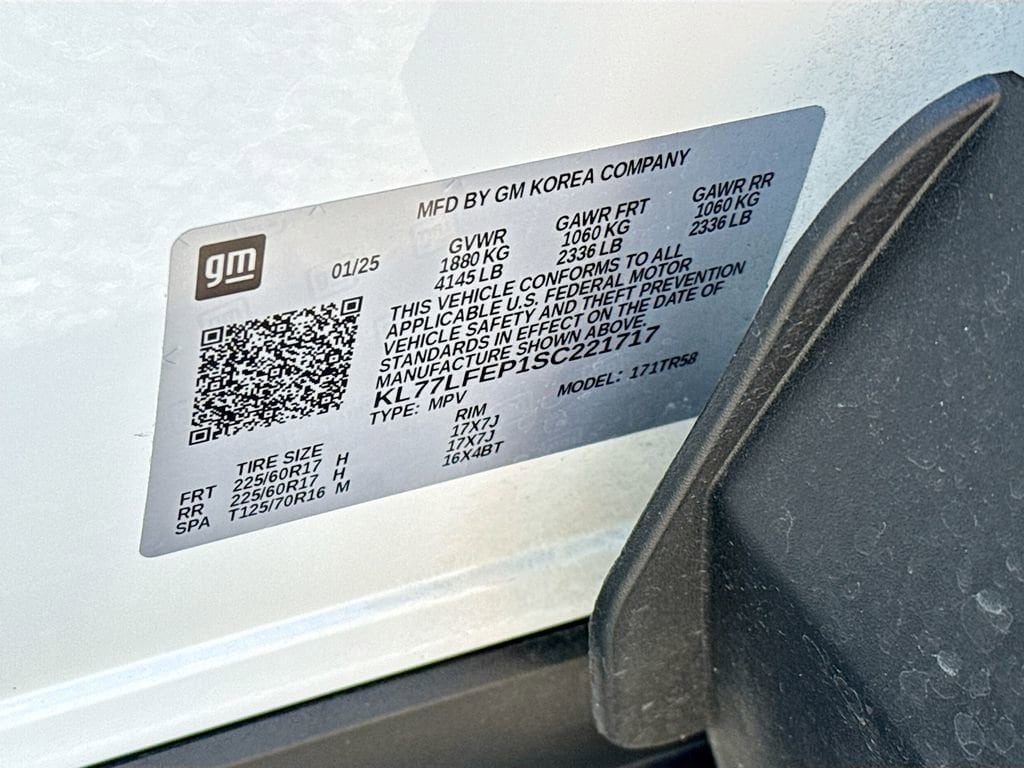 MFD BY GM KOREA COMPANY
gm
01/25
GVWR GAWR FRT GAWR RR
1880 KG 1060 KG 1060 KG
4145 LB 2336 LB 2336 LB
THIS VEHICLE CONFORMS TO ALL
APPLICABLE U.S. FEDERAL MOTOR
VEHICLE SAFETY AND THEFT PREVENTION
STANDARDS IN EFFECT ON THE DATE OF
MANUFACTURE SHOWN ABOVE.
KL77LFEP1SC221717
TYPE: MPV MODEL: 171TR58
TIRE SIZE RIM
FRT 225/60R17 H 17X7J
RR 225/60R17 H 17X7J
SPA T125/70R16 M 16X4BT